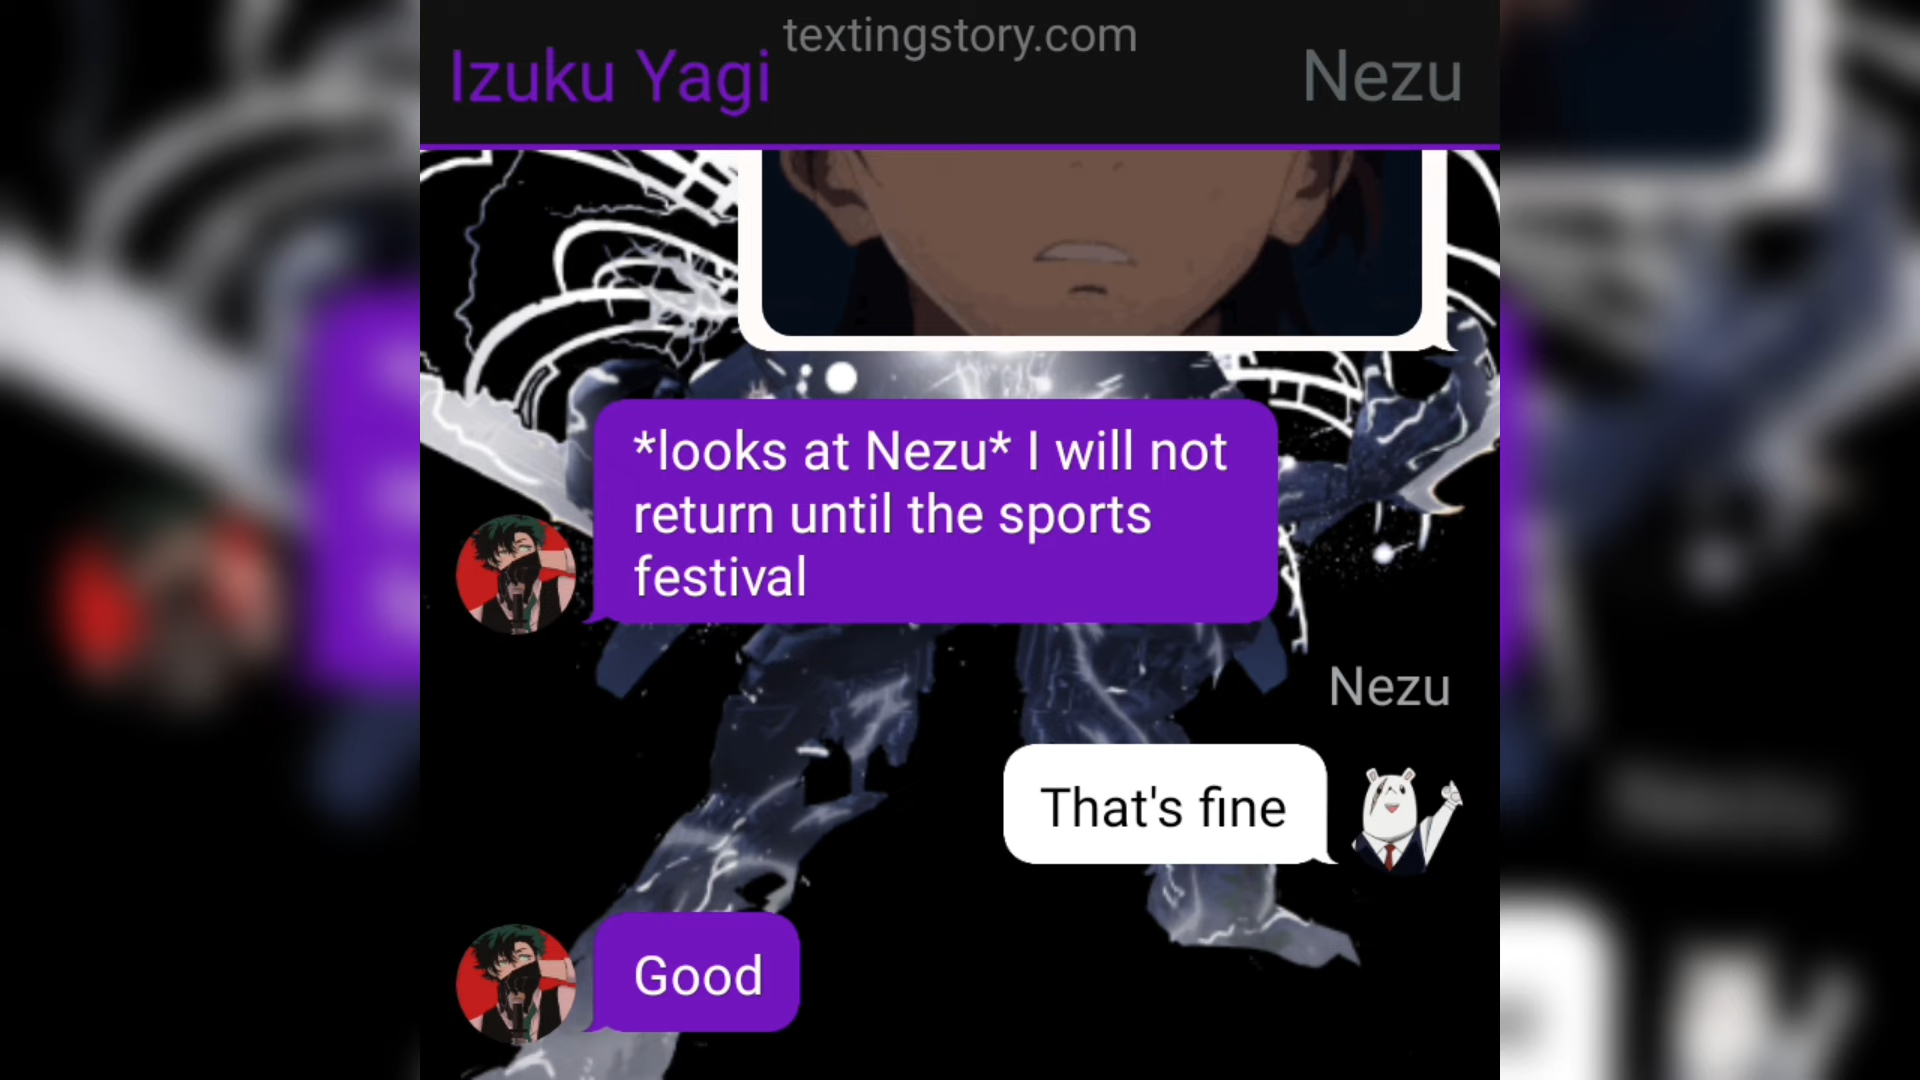 textingstory.com
Izuku Yagi
Nezu
*looks at Nezu* I will not
return until the sports
festival
Nezu
That's fine
Good